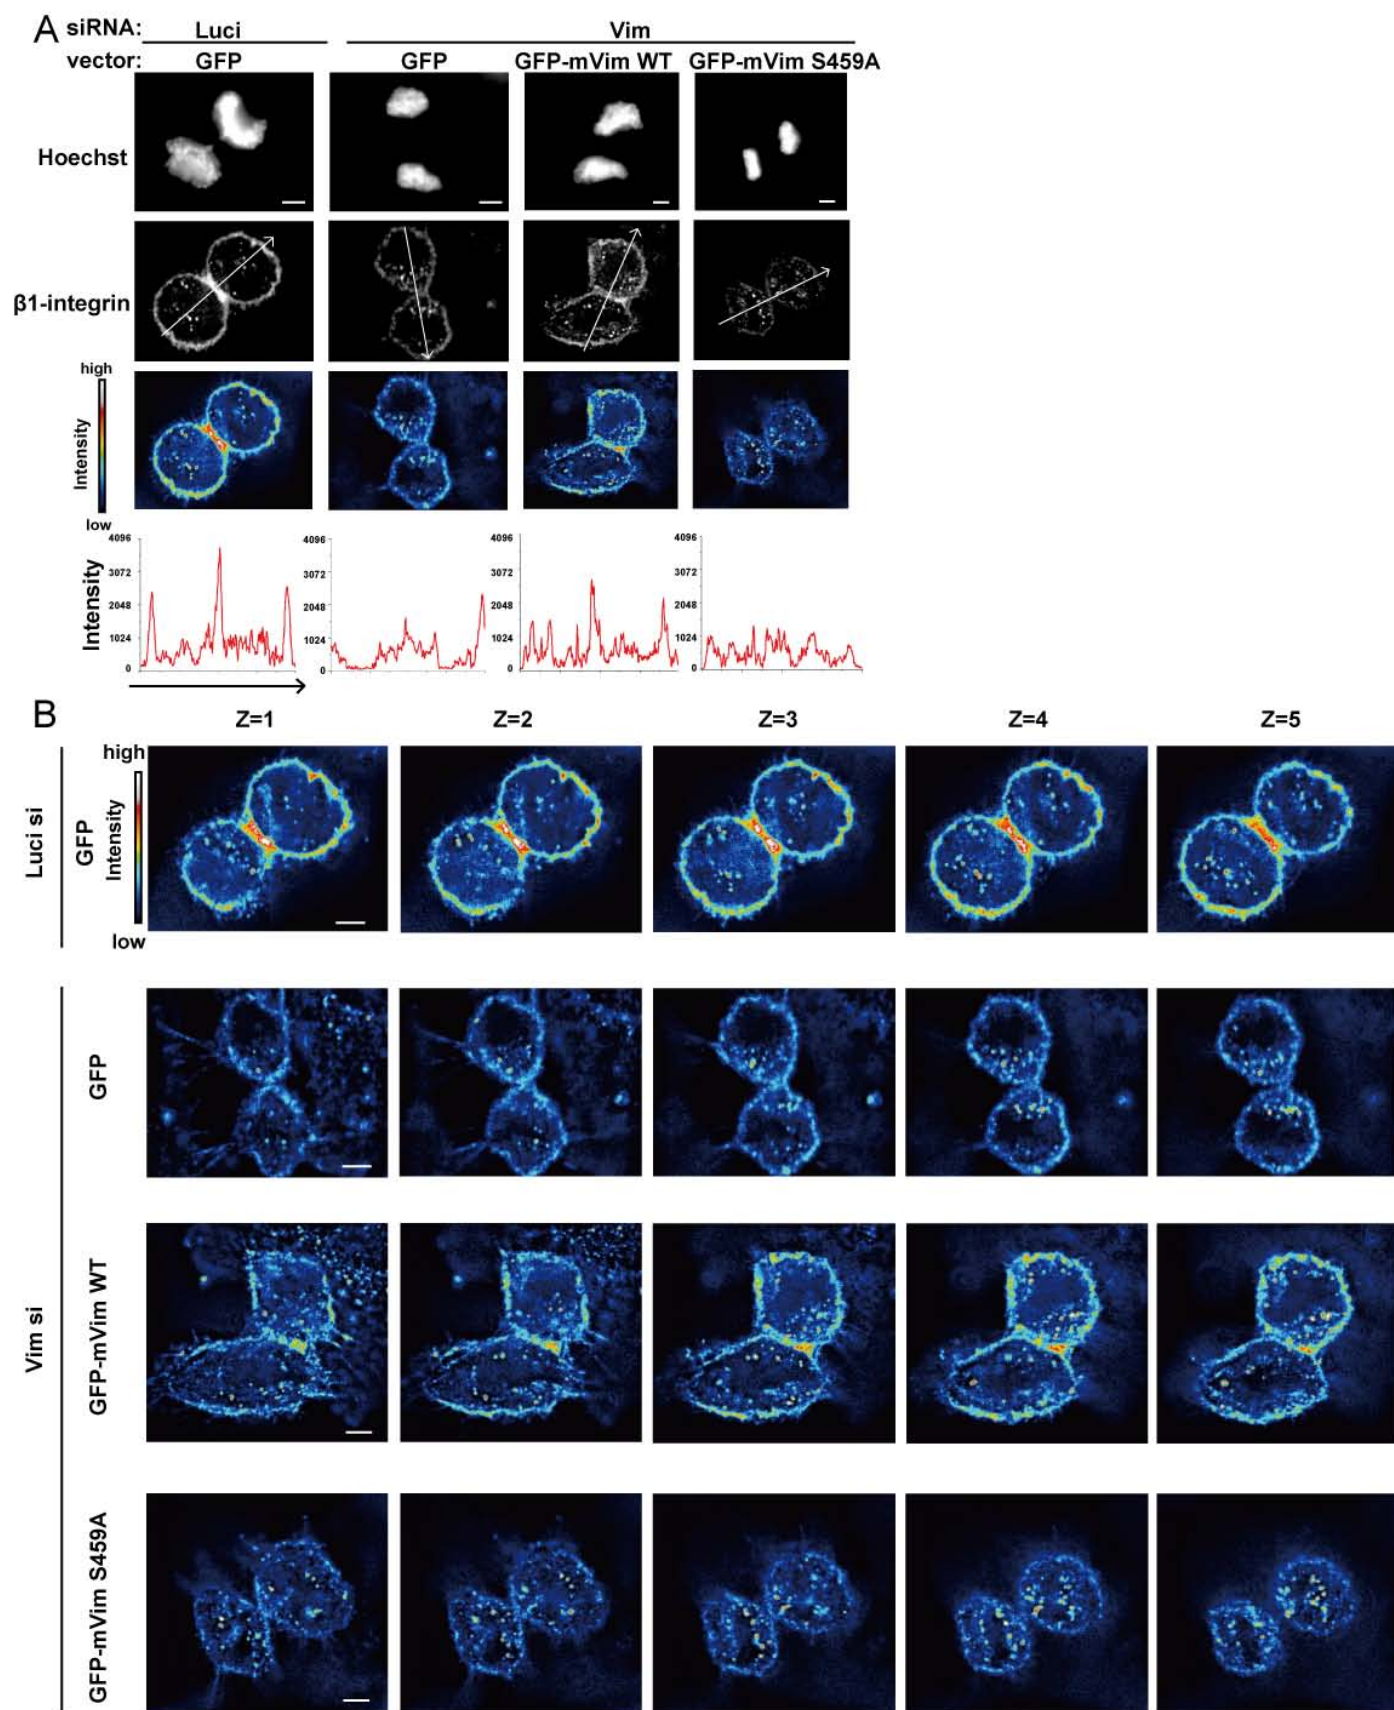 A
siRNA: Luci Vim
vector: GFP GFP GFP-mVim WT GFP-mVim S459A
Hoechst
β1-integrin
high
Intensity
low
Intensity
4096 4096 4096 4096
3072 3072 3072 3072
2048 2048 2048 2048
1024 1024 1024 1024
0 0 0 0
B
Z=1 Z=2 Z=3 Z=4 Z=5
high
Luci si
GFP
Intensity
low
Vim si
GFP
GFP-mVim WT
GFP-mVim S459A